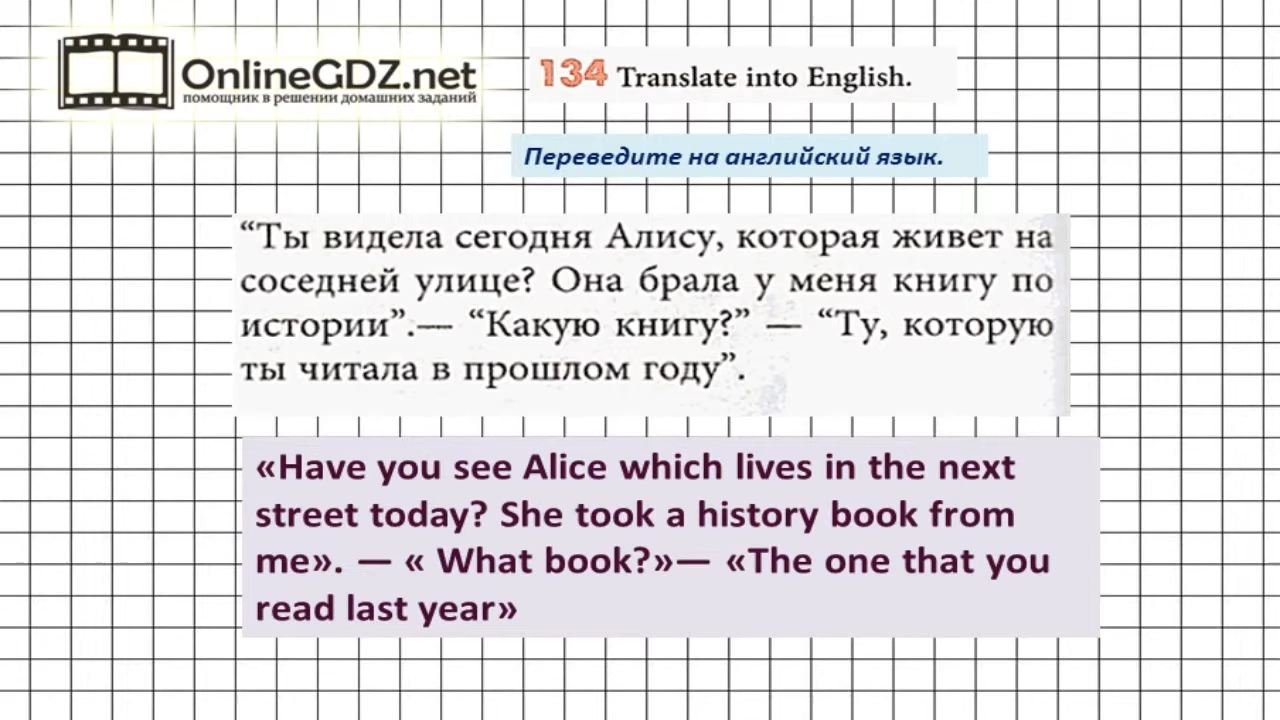 OnlineGDZ.net
помощник в решении домашних заданий
134 Translate into English.
Переведите на английский язык.
“Ты видела сегодня Алису, которая живет на
соседней улице? Она брала у меня книгу по
истории”.— “Какую книгу?” — “Ту, которую
ты читала в прошлом году”.
«Have you see Alice which lives in the next
street today? She took a history book from
me». — « What book?»— «The one that you
read last year»